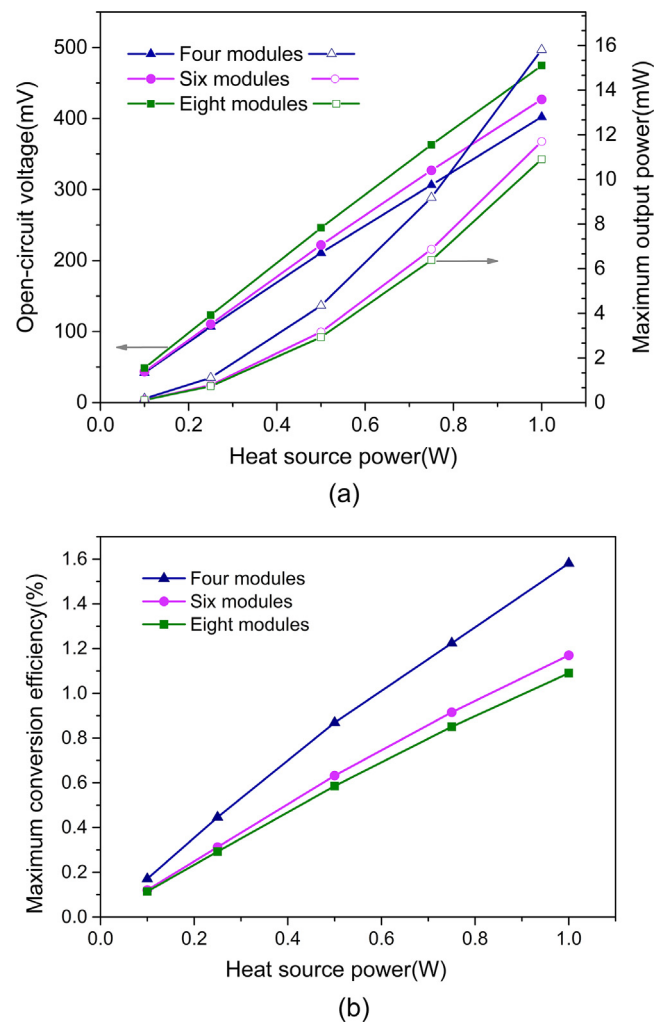 500
400
300
200
100
0
Open-circuit voltage(mV)
Four modules
Six modules
Eight modules
16
14
12
10
8
6
4
2
0
Maximum output power(mW)
0.0 0.2 0.4 0.6 0.8 1.0
Heat source power(W)
(a)
1.6
1.4
1.2
1.0
0.8
0.6
0.4
0.2
0.0
Maximum conversion efficiency(%)
Four modules
Six modules
Eight modules
0.0 0.2 0.4 0.6 0.8 1.0
Heat source power(W)
(b)